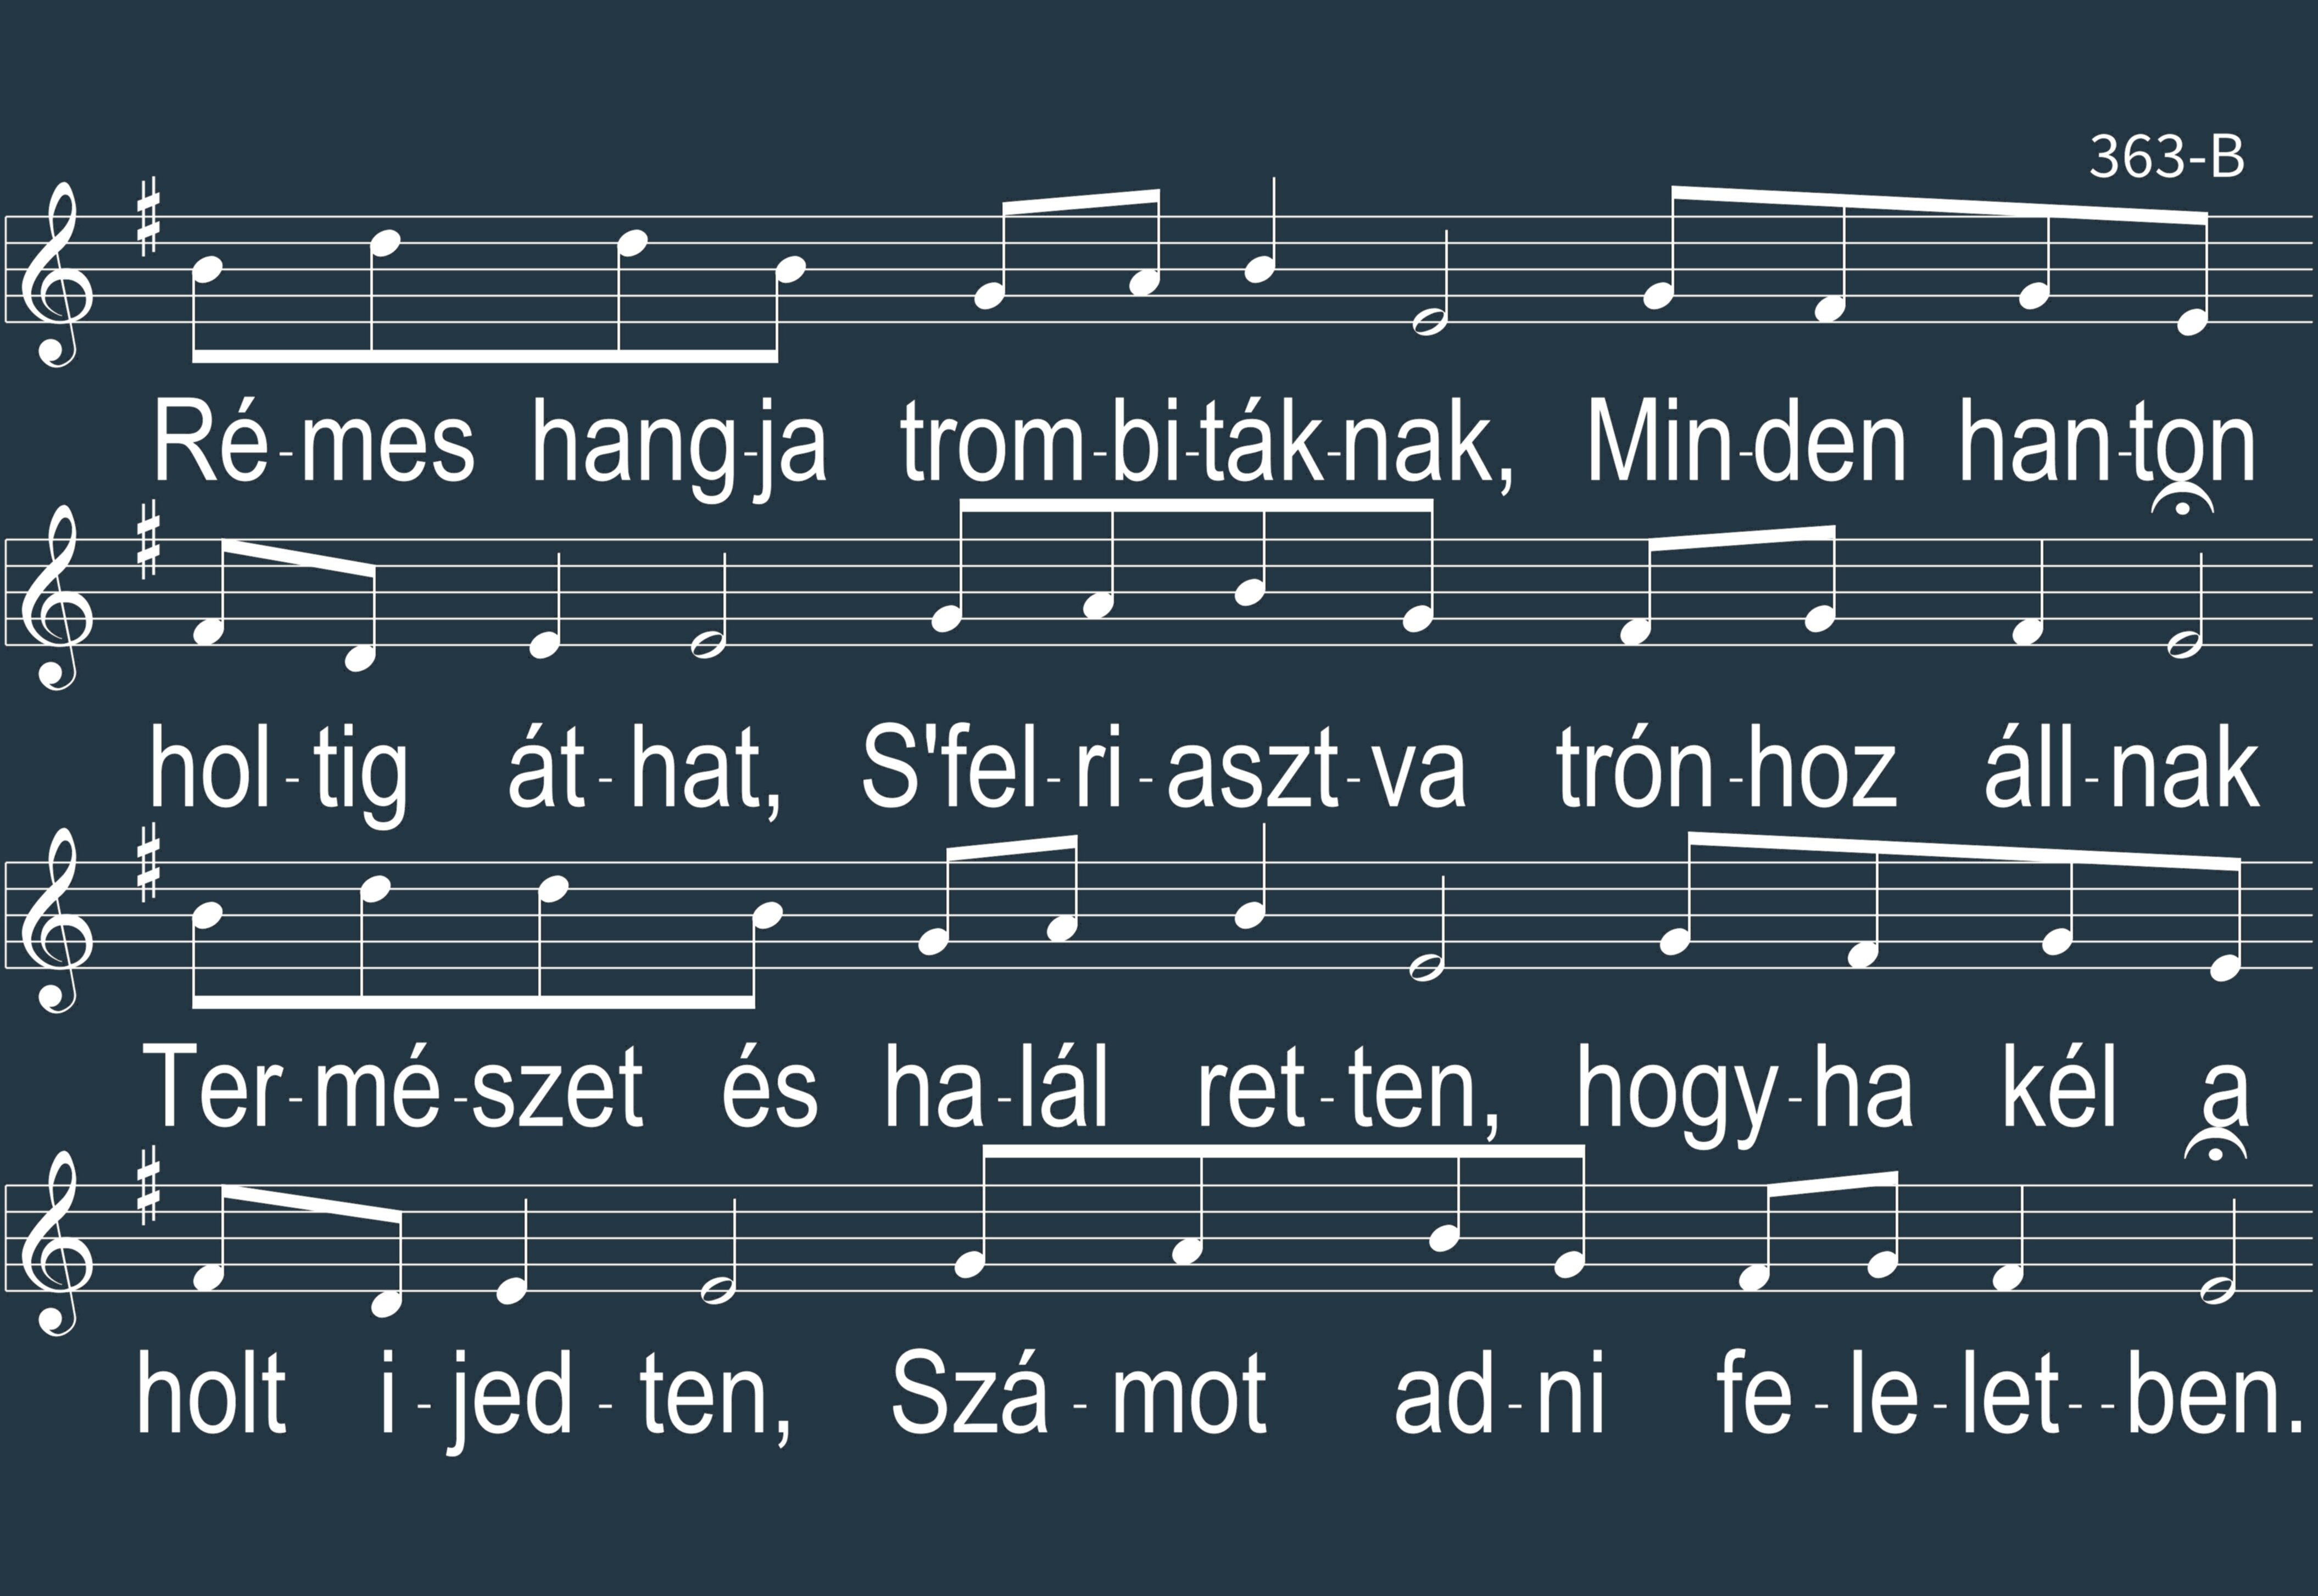 363-B
Ré-mes hang-ja trom-bi-ták-nak, Min-den han-ton
hol-tig át-hat, S'fel-ri-aszt-va trón-hoz áll-nak
Ter-mé-szet és ha-lál ret-ten, hogy-ha kél a
holt i-jed-ten, Szá-mot ad-ni fe-le-let--ben.